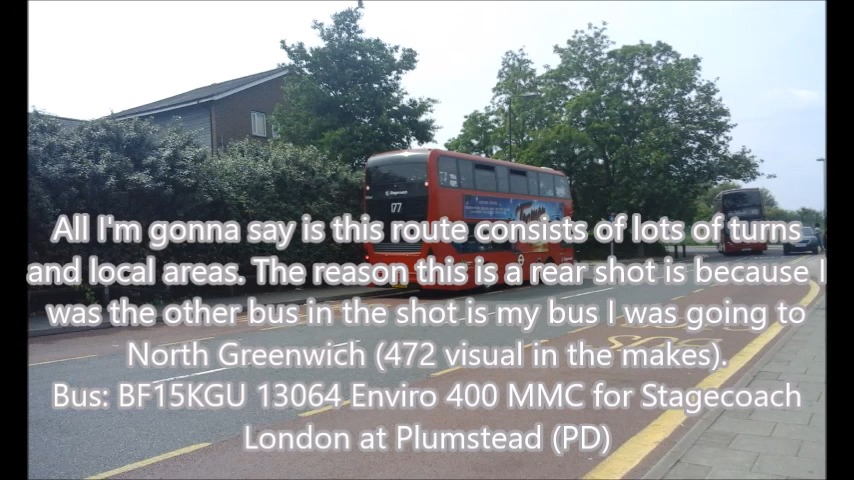 Stagecoach
177
All I'm gonna say is this route consists of lots of turns
and local areas. The reason this is a rear shot is because I
was the other bus in the shot is my bus I was going to
North Greenwich (472 visual in the makes).
Bus: BF15KGU 13064 Enviro 400 MMC for Stagecoach
London at Plumstead (PD)